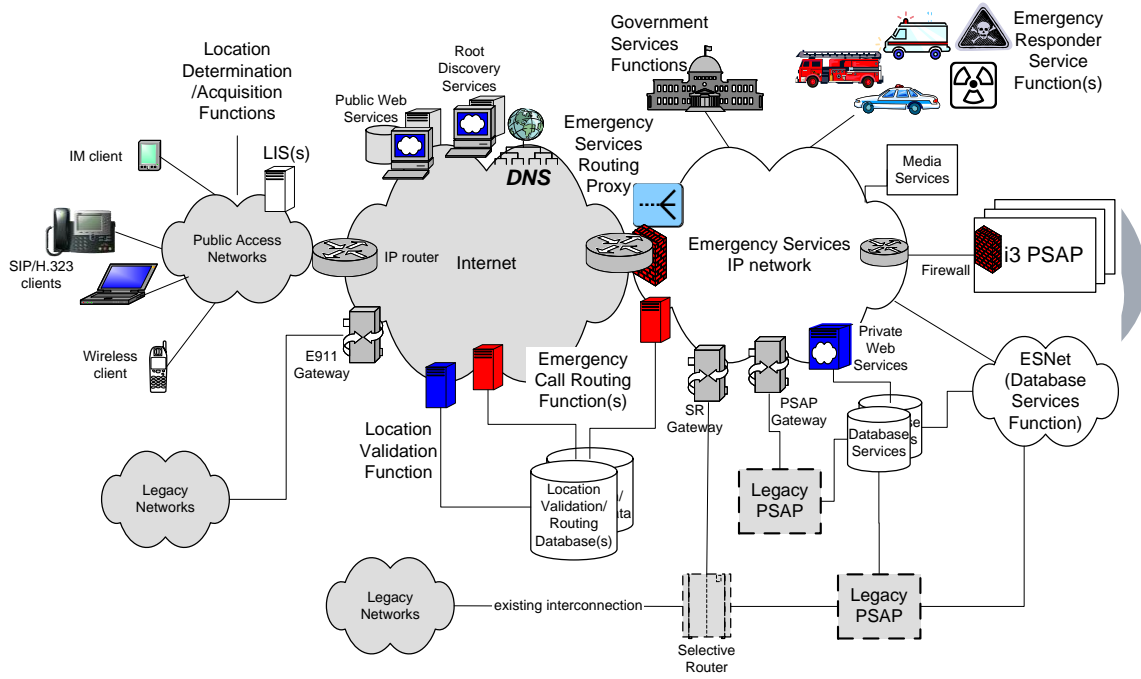 Location
Determination
/Acquisition
Functions
Root
Discovery
Services
Public Web
Services
Government
Services
Functions
Emergency
Responder
Service
Function(s)
IM client
LIS(s)
DNS
Emergency
Services
Routing
Proxy
Media
Services
SIP/H.323
clients
Public Access
Networks
IP router
Internet
Emergency Services
IP network
Firewall
i3 PSAP
Wireless
client
E911
Gateway
Emergency
Call Routing
Function(s)
SR
Gateway
PSAP
Gateway
Private
Web
Services
ESNet
(Database
Services
Function)
Location
Validation
Function
Database
Services
Legacy
Networks
Location
Validation/
Routing
Database(s)
Legacy
PSAP
Legacy
Networks
existing interconnection
Legacy
PSAP
Selective
Router